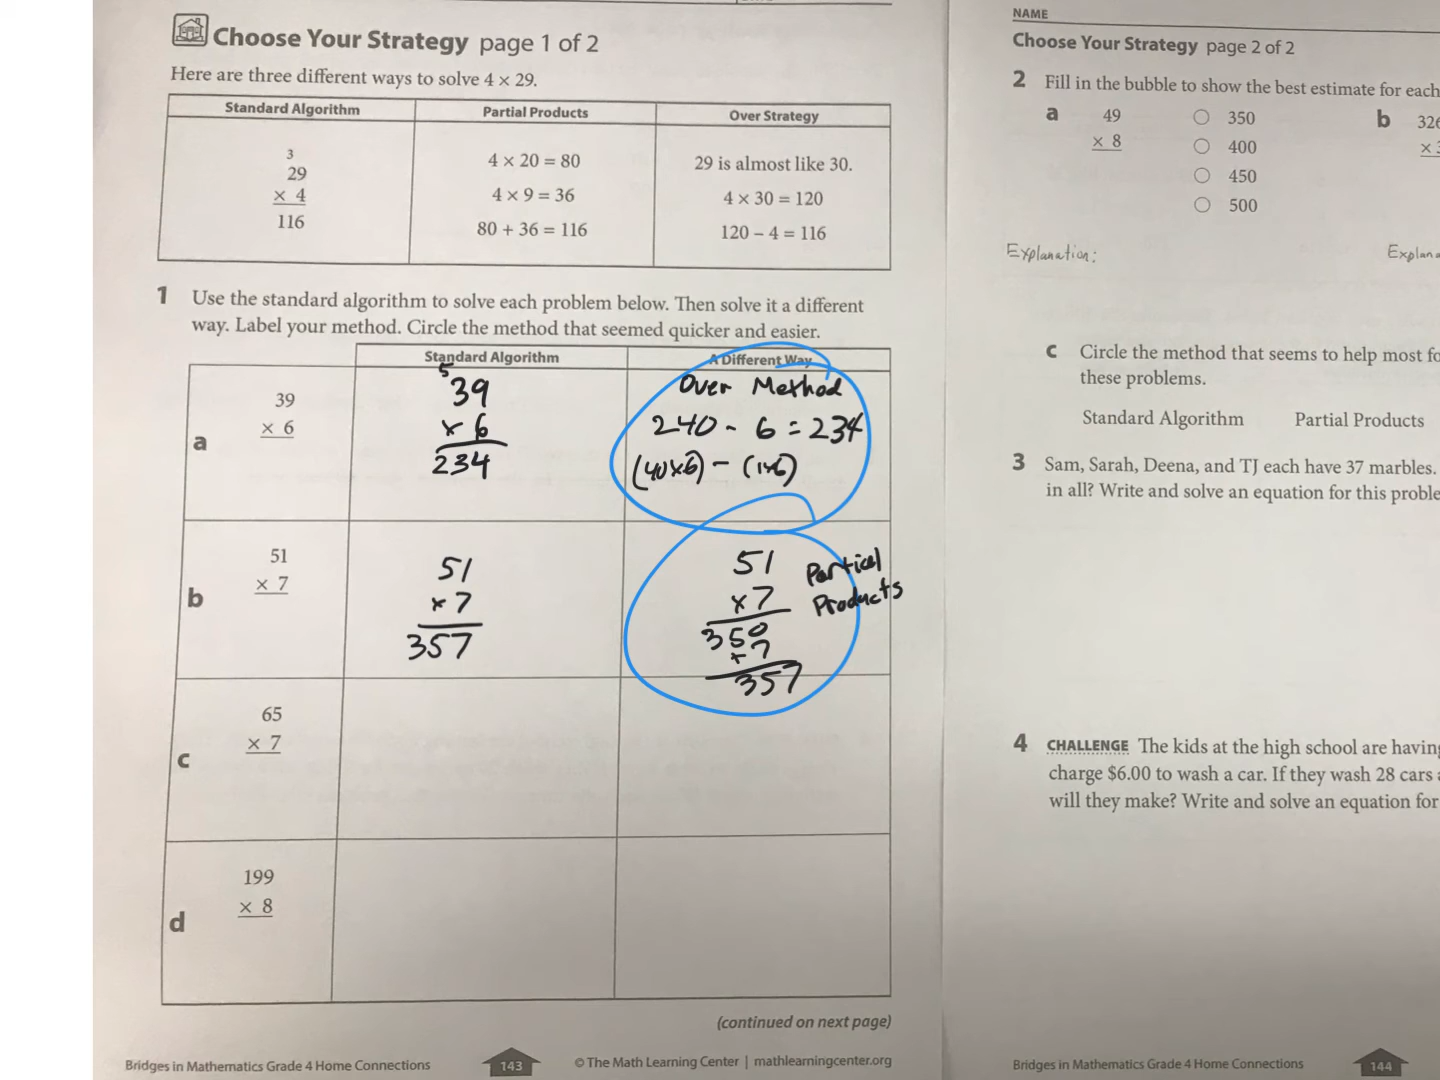 Choose Your Strategy page 1 of 2
Here are three different ways to solve 4 × 29.
Standard Algorithm
Partial Products
Over Strategy
3
29
× 4
116
4 × 20 = 80
4 × 9 = 36
80 + 36 = 116
29 is almost like 30.
4 × 30 = 120
120 – 4 = 116
1 Use the standard algorithm to solve each problem below. Then solve it a different
way. Label your method. Circle the method that seemed quicker and easier.
Standard Algorithm
A Different Way
a
39
× 6
5
39
× 6
234
Over Method
240 - 6 = 234
(40x6) - (1x6)
b
51
× 7
51
× 7
357
51
x 7
350
+ 7
357
Partical
Products
c
65
× 7
d
199
× 8
(continued on next page)
Bridges in Mathematics Grade 4 Home Connections
143
© The Math Learning Center | mathlearningcenter.org
NAME
Choose Your Strategy page 2 of 2
2 Fill in the bubble to show the best estimate for each
a
49
× 8
350
400
450
500
b
326
×
Explanation:
c Circle the method that seems to help most
these problems.
Standard Algorithm
Partial Products
3 Sam, Sarah, Deena, and TJ each have 37 marbles.
in all? Write and solve an equation for this
4 CHALLENGE The kids at the high school are having
charge $6.00 to wash a car. If they wash 28 cars
will they make? Write and solve an equation for
Bridges in Mathematics Grade 4 Home Connections
144